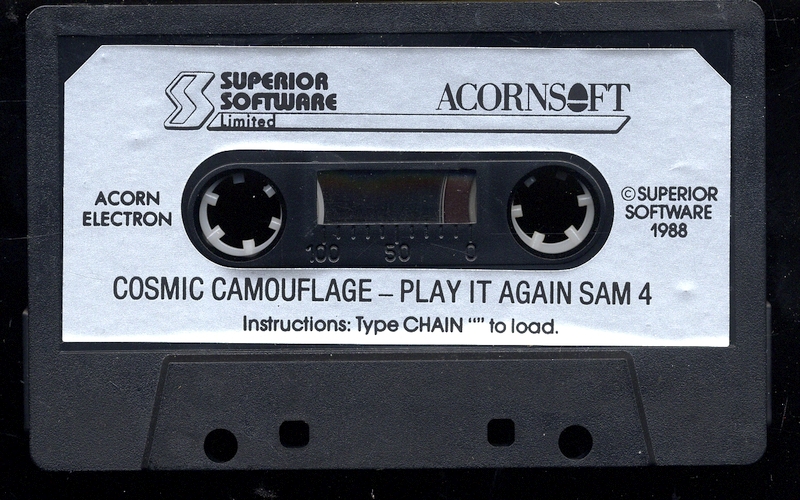 SUPERIOR
SOFTWARE
Limited
ACORNSOFT
ACORN
ELECTRON
© SUPERIOR
SOFTWARE
1988
100 50 0
COSMIC CAMOUFLAGE – PLAY IT AGAIN SAM 4
Instructions: Type CHAIN “” to load.